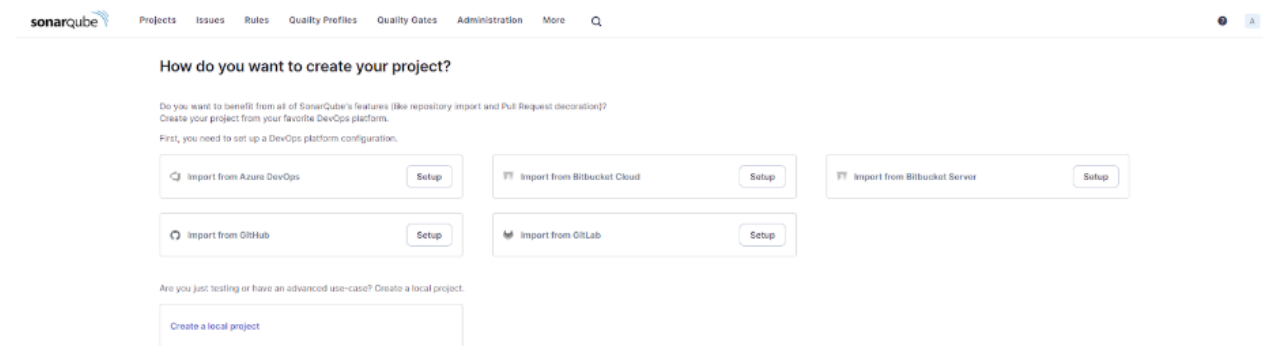 sonarqube Projects Issues Rules Quality Profiles Quality Gates Administration More ? A
How do you want to create your project?
Do you want to benefit from all of SonarQube's features (like repository import and Pull Request decoration)?
Create your project from your favorite DevOps platform.
First, you need to set up a DevOps platform configuration.
Import from Azure DevOps Setup Import from Bitbucket Cloud Setup Import from Bitbucket Server Setup
Import from GitHub Setup Import from GitLab Setup
Are you just testing or have an advanced use-case? Create a local project.
Create a local project